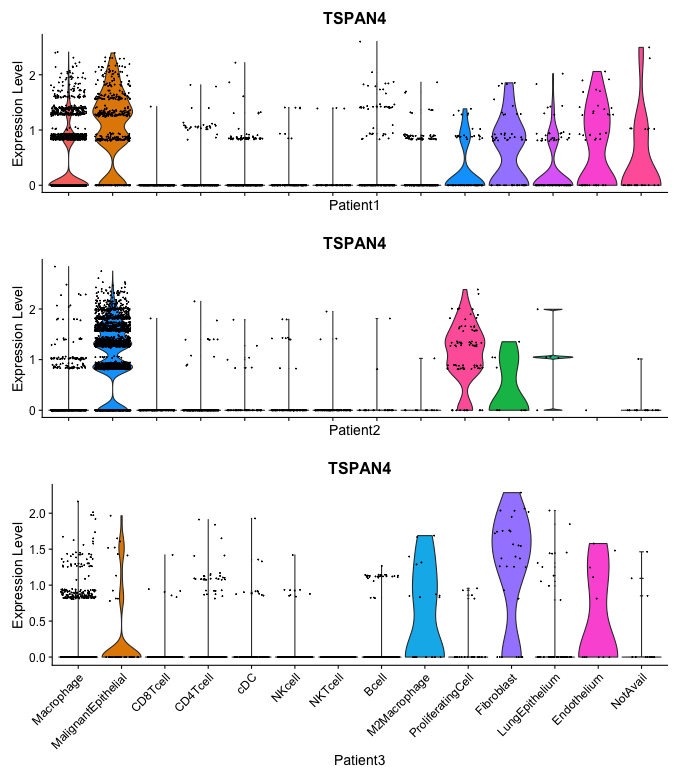 TSPAN4
Expression Level
2
1
0
Patient1
TSPAN4
Expression Level
2
1
0
Patient2
TSPAN4
Expression Level
2.0
1.5
1.0
0.5
0.0
Macrophage
MalignantEpithelial
CD8Tcell
CD4Tcell
cDC
NKcell
NKTcell
Bcell
M2Macrophage
ProliferatingCell
Fibroblast
LungEpithelium
Endothelium
NotAvail
Patient3